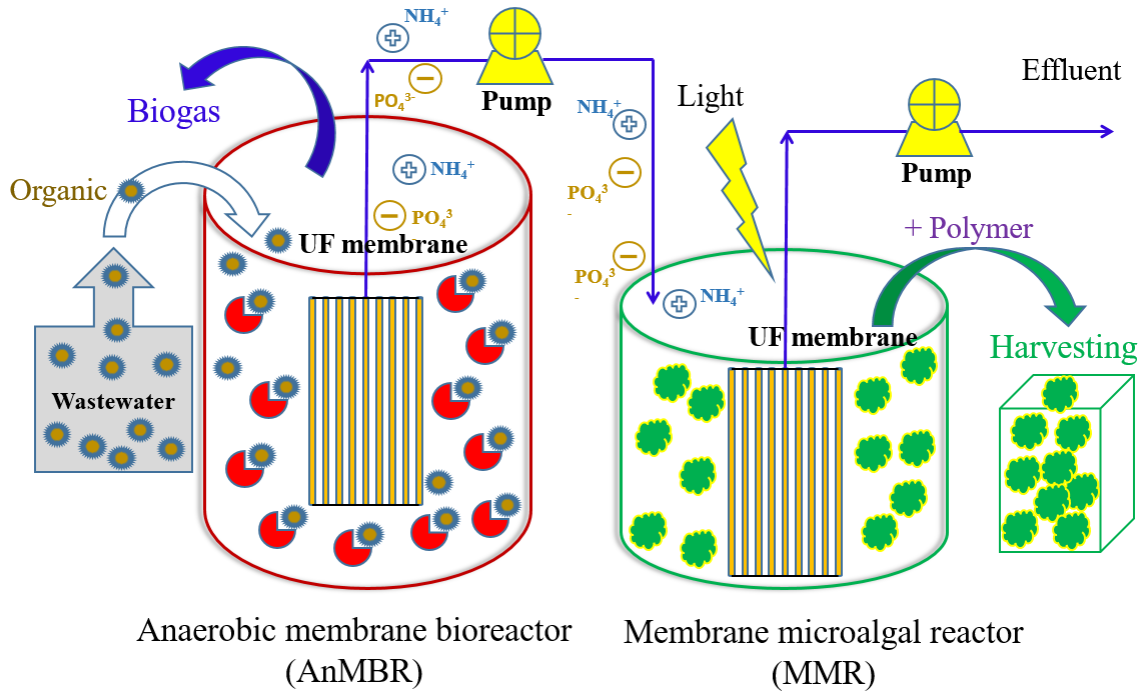 NH₄⁺
PO₄³⁻
Pump
Biogas
Organic
NH₄⁺
PO₄³
UF membrane
Wastewater
NH₄⁺
PO₄³
-
PO₄³
-
NH₄⁺
Light
Effluent
Pump
+ Polymer
UF membrane
Harvesting
Anaerobic membrane bioreactor
(AnMBR)
Membrane microalgal reactor
(MMR)